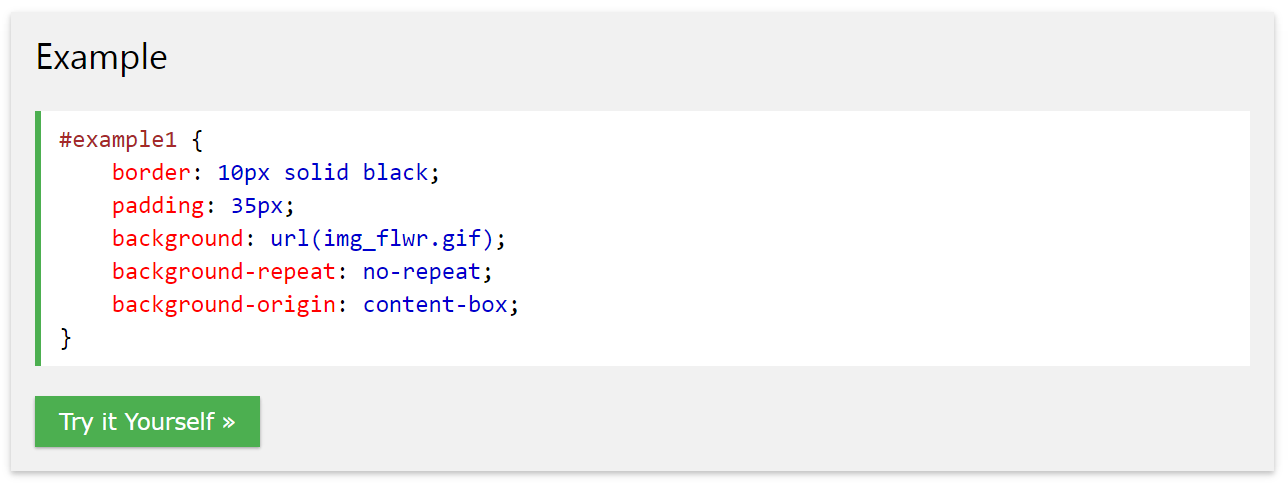 Example
#example1 {
    border: 10px solid black;
    padding: 35px;
    background: url(img_flwr.gif);
    background-repeat: no-repeat;
    background-origin: content-box;
}
Try it Yourself »